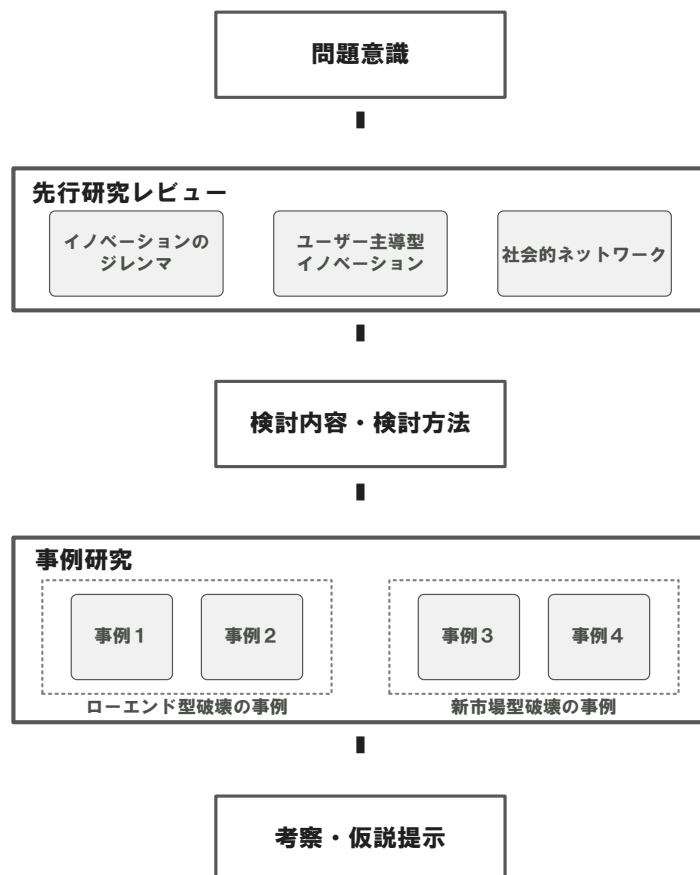 問題意識
先行研究レビュー
イノベーションの
ジレンマ
ユーザー主導型
イノベーション
社会的ネットワーク
検討内容・検討方法
事例研究
事例１
事例２
事例３
事例４
ローエンド型破壊の事例
新市場型破壊の事例
考察・仮説提示